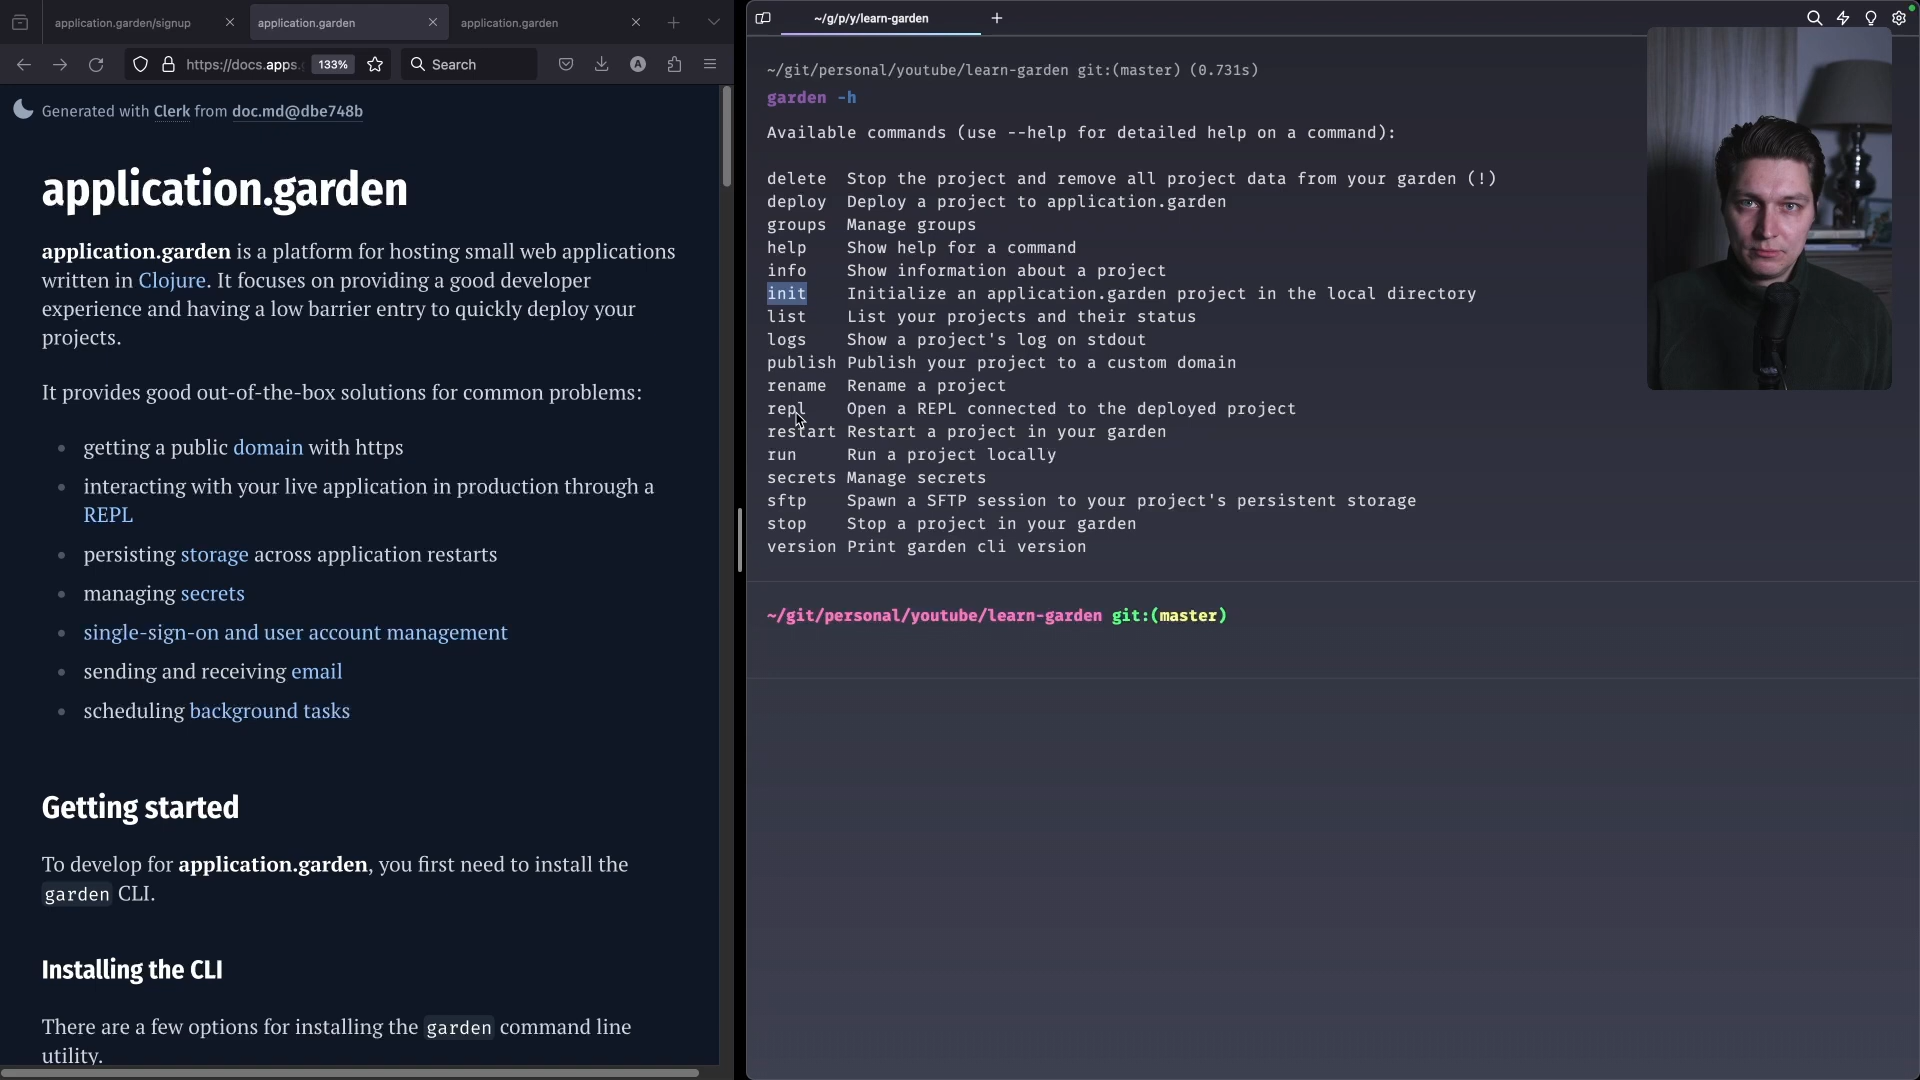 application.garden/signup
application.garden
application.garden
https://docs.apps.
133%
Search
Generated with Clerk from doc.md@dbe748b
application.garden
application.garden is a platform for hosting small web applications
written in Clojure. It focuses on providing a good developer
experience and having a low barrier entry to quickly deploy your
projects.
It provides good out-of-the-box solutions for common problems:
getting a public domain with https
interacting with your live application in production through a
REPL
persisting storage across application restarts
managing secrets
single-sign-on and user account management
sending and receiving email
scheduling background tasks
Getting started
To develop for application.garden, you first need to install the
garden CLI.
Installing the CLI
There are a few options for installing the garden command line
utility.
~/g/p/y/learn-garden
~/git/personal/youtube/learn-garden git:(master) (0.731s)
garden -h
Available commands (use --help for detailed help on a command):
delete Stop the project and remove all project data from your garden (!)
deploy Deploy a project to application.garden
groups Manage groups
help Show help for a command
info Show information about a project
init Initialize an application.garden project in the local directory
list List your projects and their status
logs Show a project's log on stdout
publish Publish your project to a custom domain
rename Rename a project
repl Open a REPL connected to the deployed project
restart Restart a project in your garden
run Run a project locally
secrets Manage secrets
sftp Spawn a SFTP session to your project's persistent storage
stop Stop a project in your garden
version Print garden cli version
~/git/personal/youtube/learn-garden git:(master)